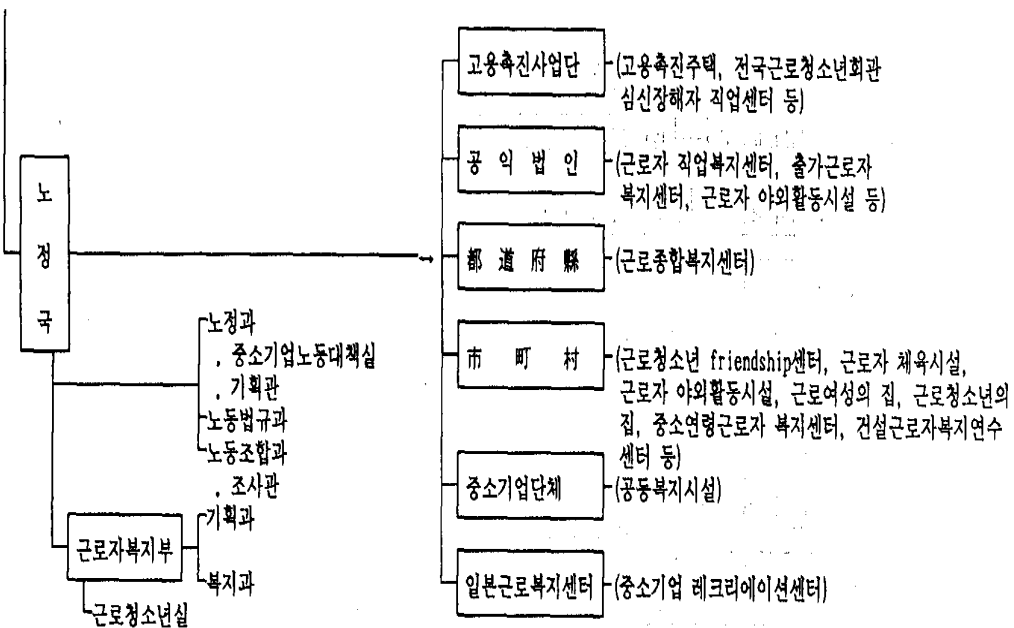 노
정
국
노정과
. 중소기업노동대책실
. 기획관
노동법규과
노동조합과
. 조사관
근로자복지부
기획과
복지과
근로청소년실
고용촉진사업단
(고용촉진주택, 전국근로청소년회관
심신장해자 직업센터 등)
공 익 법 인
(근로자 직업복지센터, 출가근로자
복지센터, 근로자 야외활동시설 등)
都 道 府 縣
(근로종합복지센터)
市 町 村
(근로청소년 friendship센터, 근로자 체육시설,
근로자 야외활동시설, 근로여성의 집, 근로청소년의
집, 중소연령근로자 복지센터, 건설근로자복지연수
센터 등)
중소기업단체
(공동복지시설)
일본근로복지센터
(중소기업 레크리에이션센터)